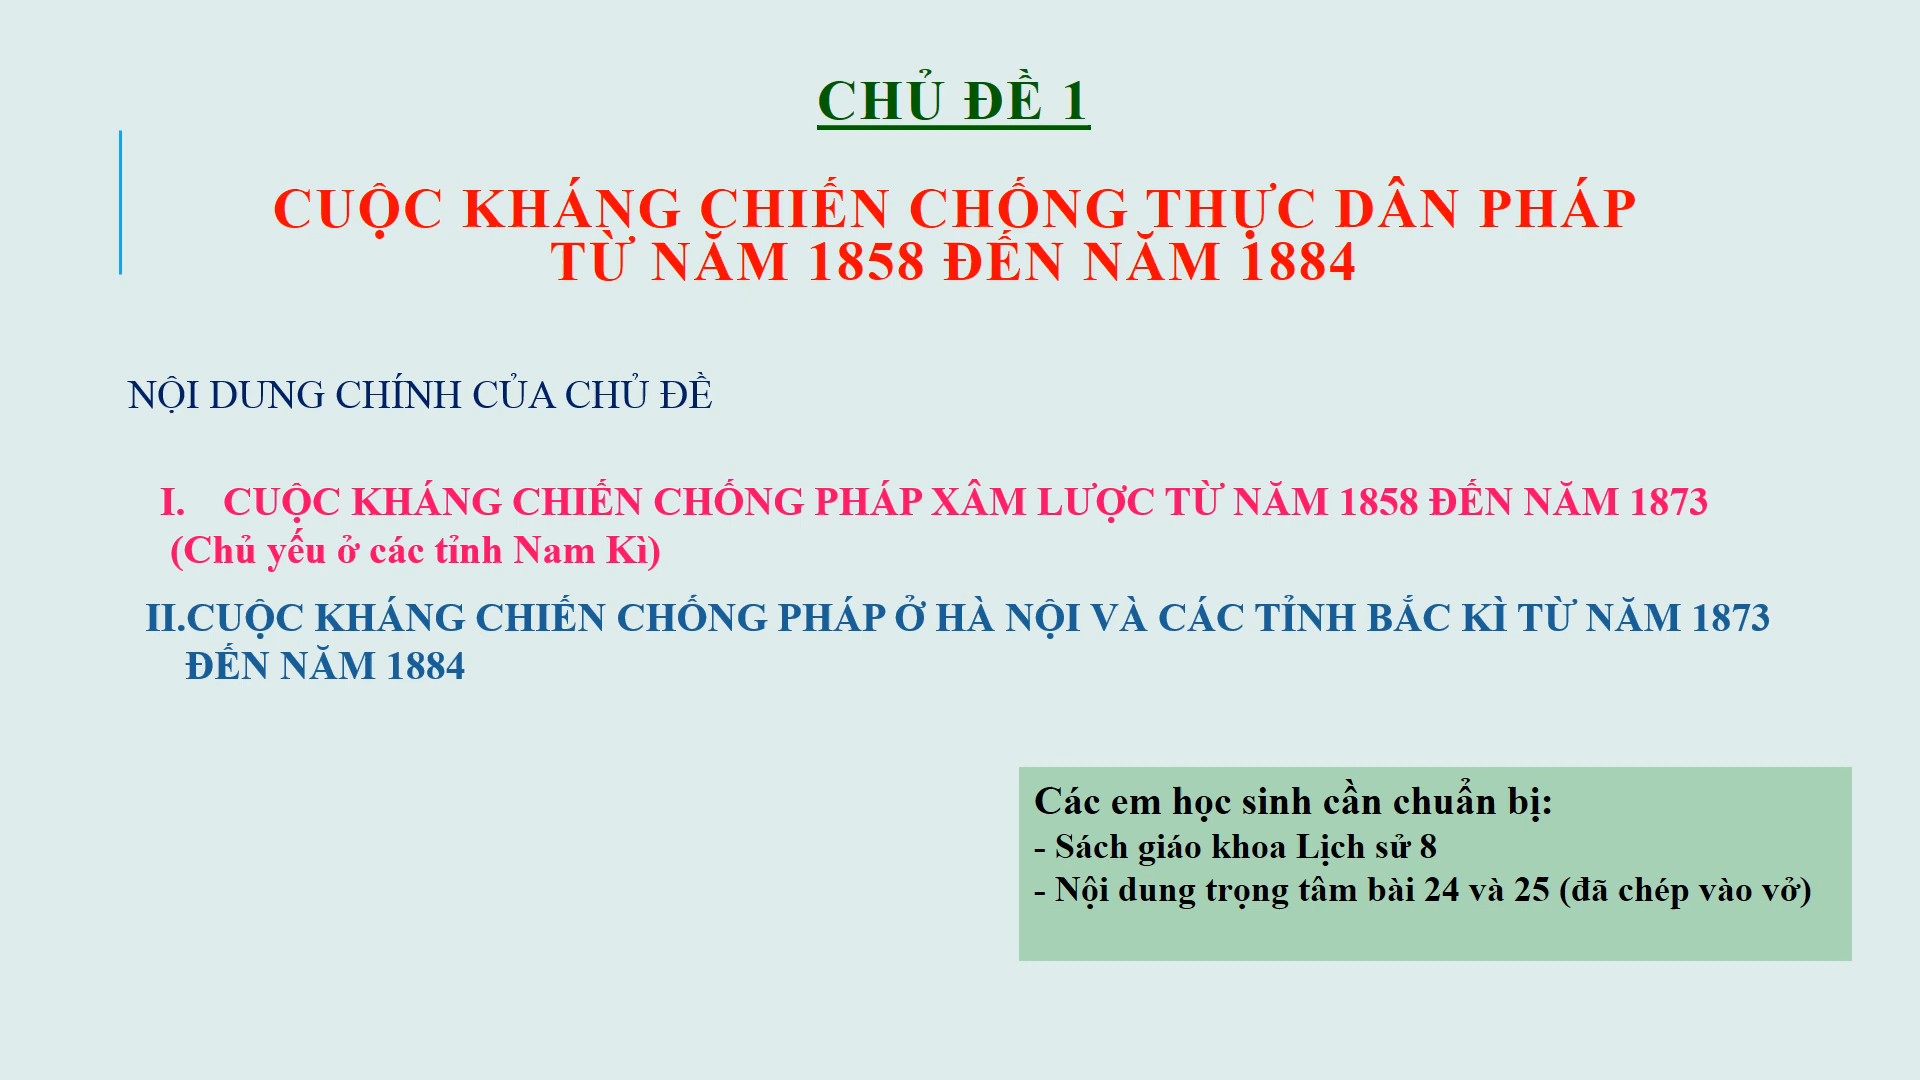 CHỦ ĐỀ 1
CUỘC KHÁNG CHIẾN CHỐNG THỰC DÂN PHÁP
TỪ NĂM 1858 ĐẾN NĂM 1884
NỘI DUNG CHÍNH CỦA CHỦ ĐỀ
I. CUỘC KHÁNG CHIẾN CHỐNG PHÁP XÂM LƯỢC TỪ NĂM 1858 ĐẾN NĂM 1873
(Chủ yếu ở các tỉnh Nam Kì)
II.CUỘC KHÁNG CHIẾN CHỐNG PHÁP Ở HÀ NỘI VÀ CÁC TỈNH BẮC KÌ TỪ NĂM 1873
ĐẾN NĂM 1884
Các em học sinh cần chuẩn bị:
- Sách giáo khoa Lịch sử 8
- Nội dung trọng tâm bài 24 và 25 (đã chép vào vở)